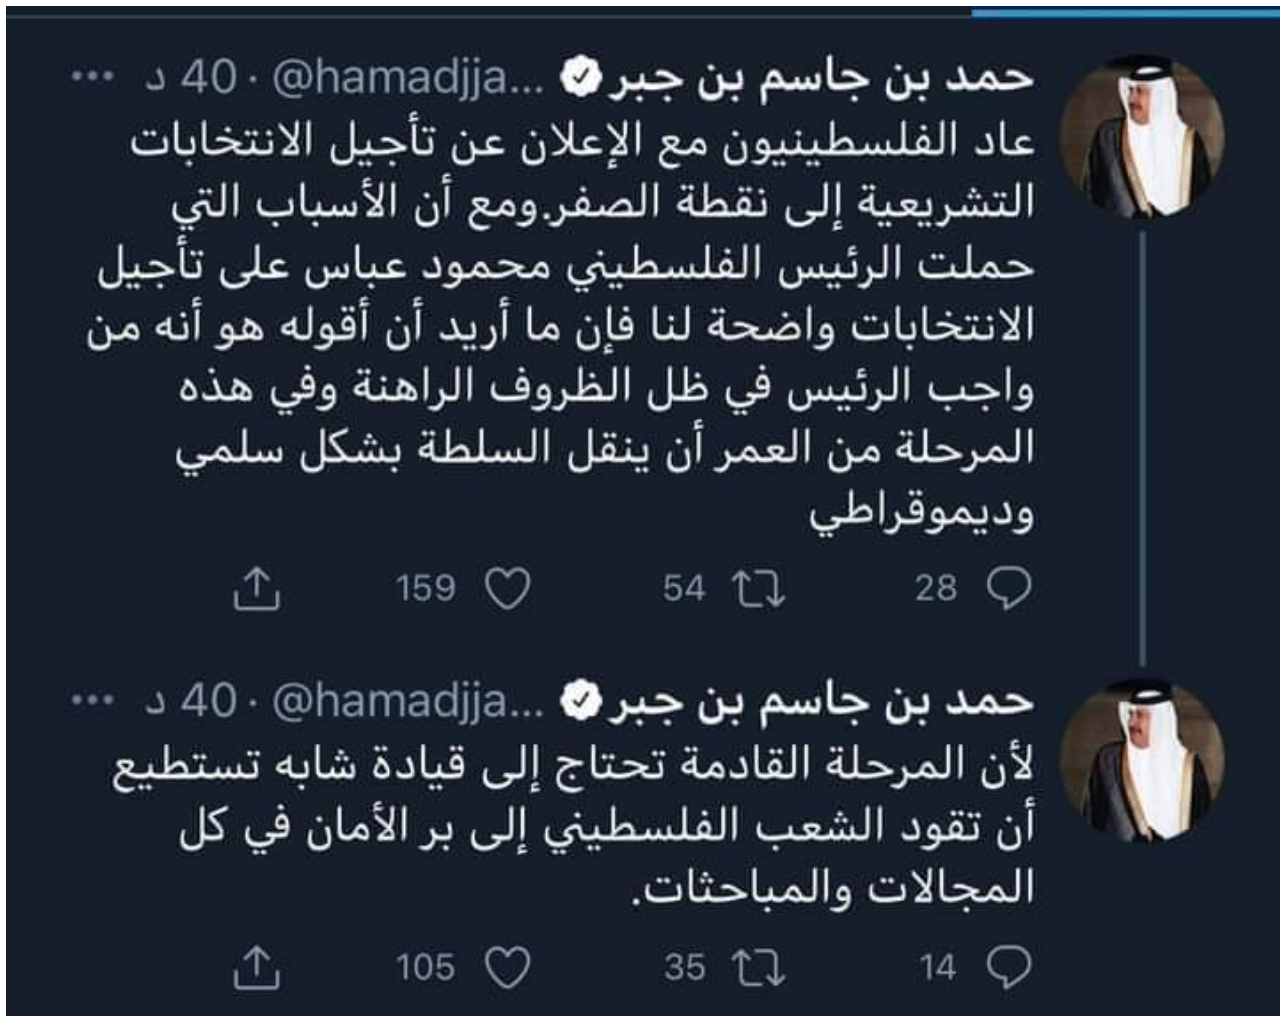 حمد بن جاسم بن جبر @hamadjja... · 40 د
عاد الفلسطينيون مع الإعلان عن تأجيل الانتخابات
التشريعية إلى نقطة الصفر.ومع أن الأسباب التي
حملت الرئيس الفلسطيني محمود عباس على تأجيل
الانتخابات واضحة لنا فإن ما أريد أن أقوله هو أنه من
واجب الرئيس في ظل الظروف الراهنة وفي هذه
المرحلة من العمر أن ينقل السلطة بشكل سلمي
وديموقراطي
28 54 159
حمد بن جاسم بن جبر @hamadjja... · 40 د
لأن المرحلة القادمة تحتاج إلى قيادة شابه تستطيع
أن تقود الشعب الفلسطيني إلى بر الأمان في كل
المجالات والمباحثات.
14 35 105